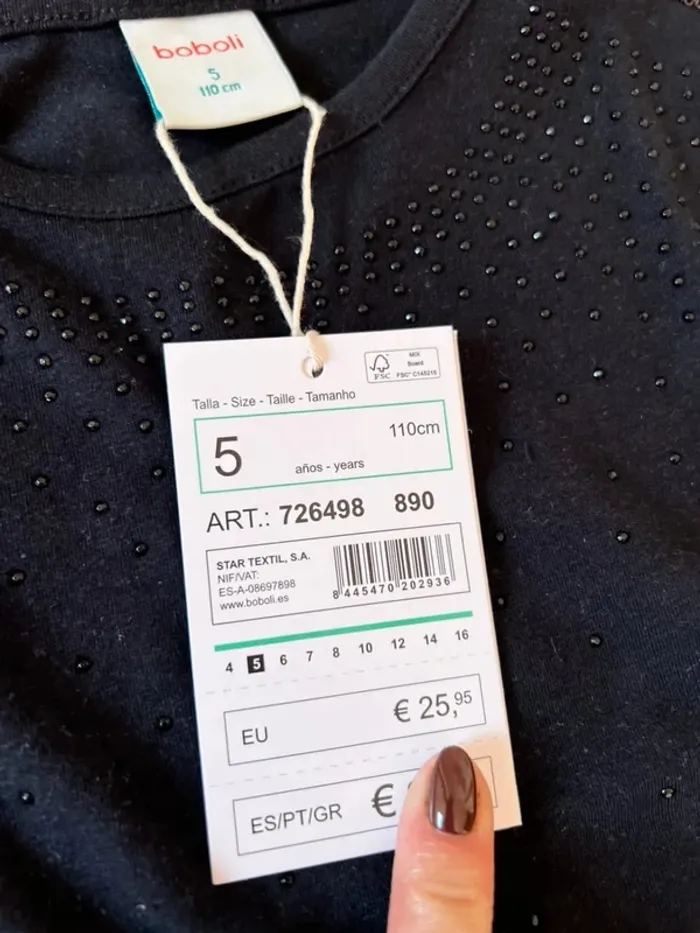 boboli
5
110 cm
MIX
Board
FSC
FSC® C145215
Talla - Size - Taille - Tamanho
5
110cm
años - years
ART.: 726498 890
STAR TEXTIL, S.A.
NIF/VAT:
ES-A-08697898
www.boboli.es
8 445470 202936
4 5 6 7 8 10 12 14 16
EU € 25,95
ES/PT/GR €